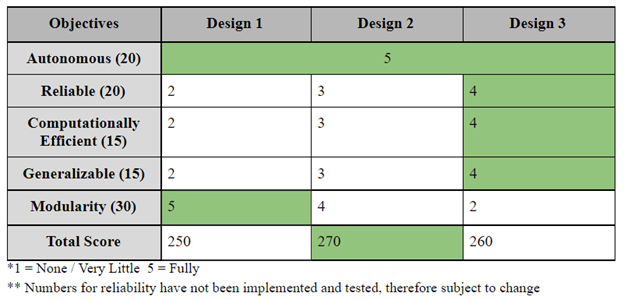 Objectives Design 1 Design 2 Design 3
Autonomous (20) 5
Reliable (20) 2 3 4
Computationally
Efficient (15) 2 3 4
Generalizable (15) 2 3 4
Modularity (30) 5 4 2
Total Score 250 270 260
*1 = None / Very Little 5 = Fully
** Numbers for reliability have not been implemented and tested, therefore subject to change